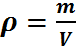 ρ = m/V